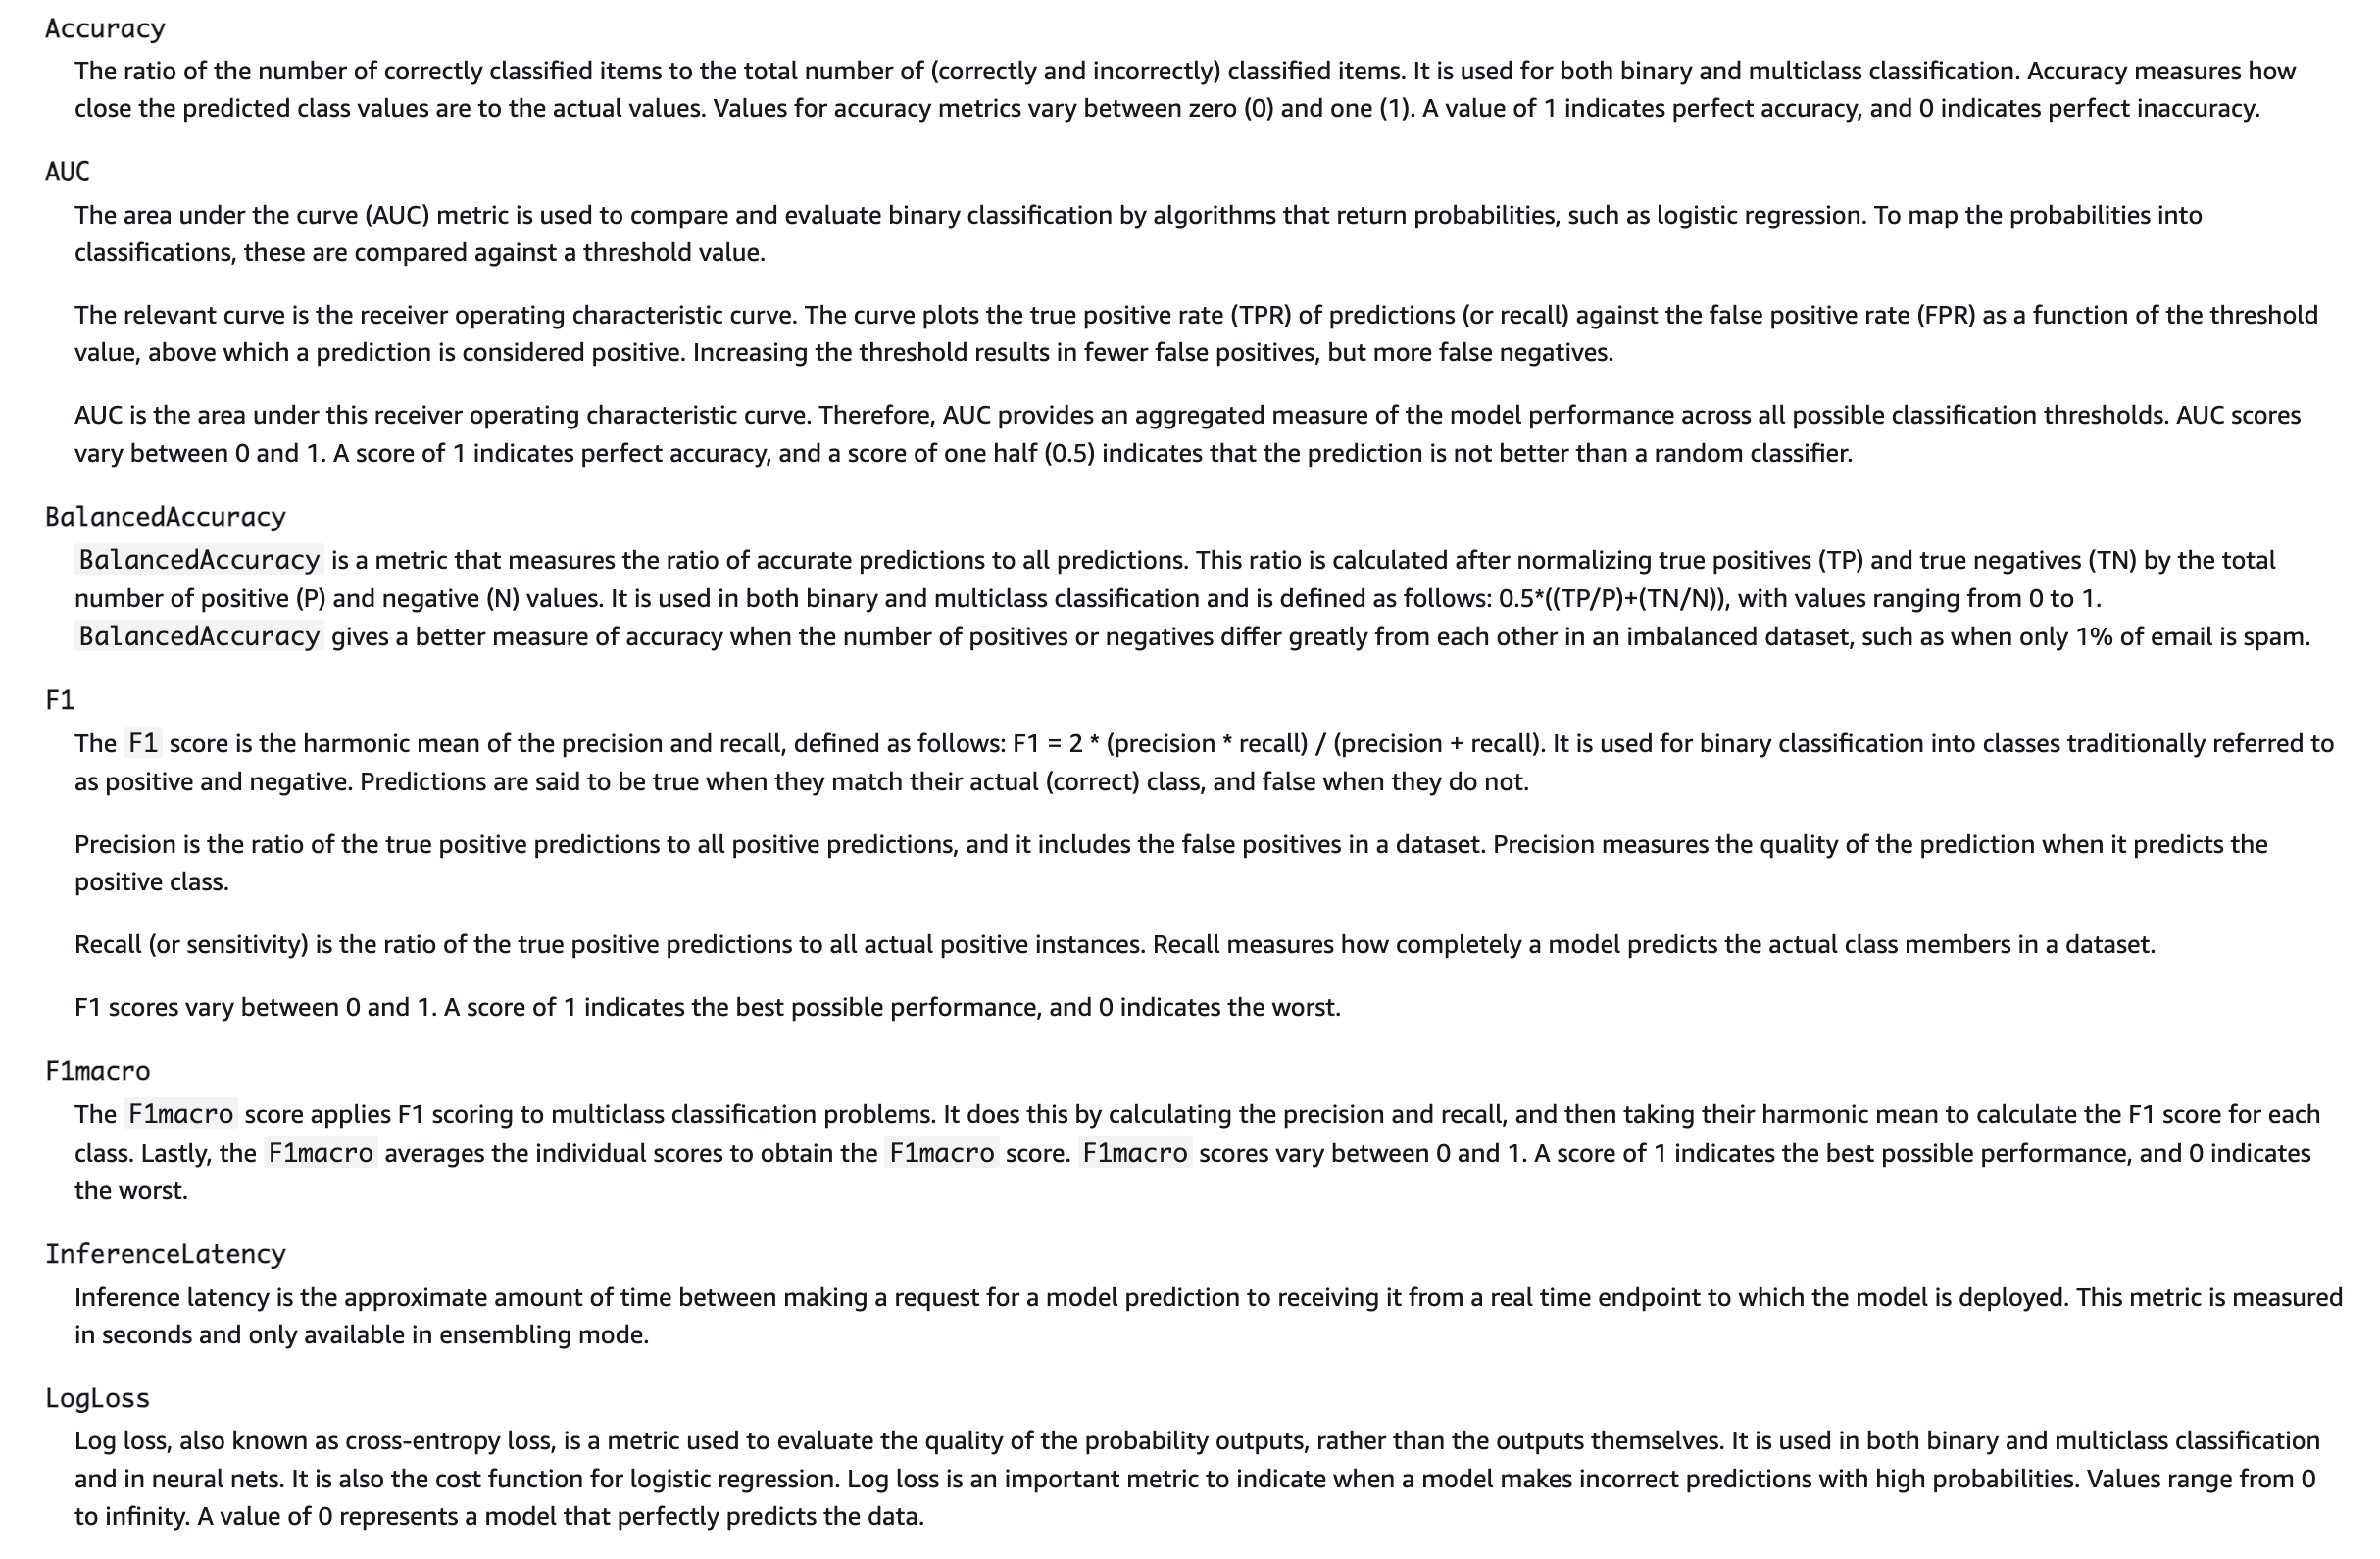 Accuracy
The ratio of the number of correctly classified items to the total number of (correctly and incorrectly) classified items. It is used for both binary and multiclass classification. Accuracy measures how
close the predicted class values are to the actual values. Values for accuracy metrics vary between zero (0) and one (1). A value of 1 indicates perfect accuracy, and 0 indicates perfect inaccuracy.
AUC
The area under the curve (AUC) metric is used to compare and evaluate binary classification by algorithms that return probabilities, such as logistic regression. To map the probabilities into
classifications, these are compared against a threshold value.
The relevant curve is the receiver operating characteristic curve. The curve plots the true positive rate (TPR) of predictions (or recall) against the false positive rate (FPR) as a function of the threshold
value, above which a prediction is considered positive. Increasing the threshold results in fewer false positives, but more false negatives.
AUC is the area under this receiver operating characteristic curve. Therefore, AUC provides an aggregated measure of the model performance across all possible classification thresholds. AUC scores
vary between 0 and 1. A score of 1 indicates perfect accuracy, and a score of one half (0.5) indicates that the prediction is not better than a random classifier.
BalancedAccuracy
BalancedAccuracy is a metric that measures the ratio of accurate predictions to all predictions. This ratio is calculated after normalizing true positives (TP) and true negatives (TN) by the total
number of positive (P) and negative (N) values. It is used in both binary and multiclass classification and is defined as follows: 0.5*((TP/P)+(TN/N)), with values ranging from 0 to 1.
BalancedAccuracy gives a better measure of accuracy when the number of positives or negatives differ greatly from each other in an imbalanced dataset, such as when only 1% of email is spam.
F1
The F1 score is the harmonic mean of the precision and recall, defined as follows: F1 = 2 * (precision * recall) / (precision + recall). It is used for binary classification into classes traditionally referred to
as positive and negative. Predictions are said to be true when they match their actual (correct) class, and false when they do not.
Precision is the ratio of the true positive predictions to all positive predictions, and it includes the false positives in a dataset. Precision measures the quality of the prediction when it predicts the
positive class.
Recall (or sensitivity) is the ratio of the true positive predictions to all actual positive instances. Recall measures how completely a model predicts the actual class members in a dataset.
F1 scores vary between 0 and 1. A score of 1 indicates the best possible performance, and 0 indicates the worst.
F1macro
The F1macro score applies F1 scoring to multiclass classification problems. It does this by calculating the precision and recall, and then taking their harmonic mean to calculate the F1 score for each
class. Lastly, the F1macro averages the individual scores to obtain the F1macro score. F1macro scores vary between 0 and 1. A score of 1 indicates the best possible performance, and 0 indicates
the worst.
InferenceLatency
Inference latency is the approximate amount of time between making a request for a model prediction to receiving it from a real time endpoint to which the model is deployed. This metric is measured
in seconds and only available in ensembling mode.
LogLoss
Log loss, also known as cross-entropy loss, is a metric used to evaluate the quality of the probability outputs, rather than the outputs themselves. It is used in both binary and multiclass classification
and in neural nets. It is also the cost function for logistic regression. Log loss is an important metric to indicate when a model makes incorrect predictions with high probabilities. Values range from 0
to infinity. A value of 0 represents a model that perfectly predicts the data.